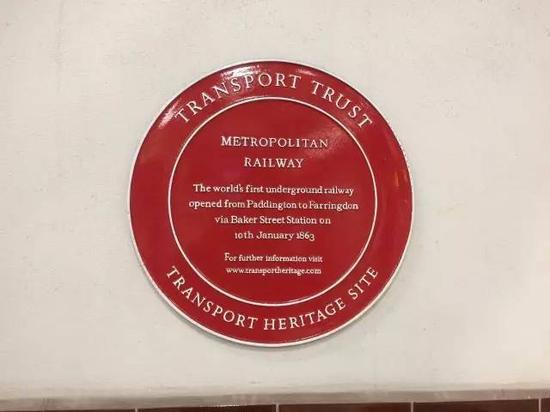 TRANSPORT TRUST
METROPOLITAN
RAILWAY
The world's first underground railway
opened from Paddington to Farringdon
via Baker Street Station on
10th January 1863
For further information visit
www.transportheritage.com
TRANSPORT HERITAGE SITE